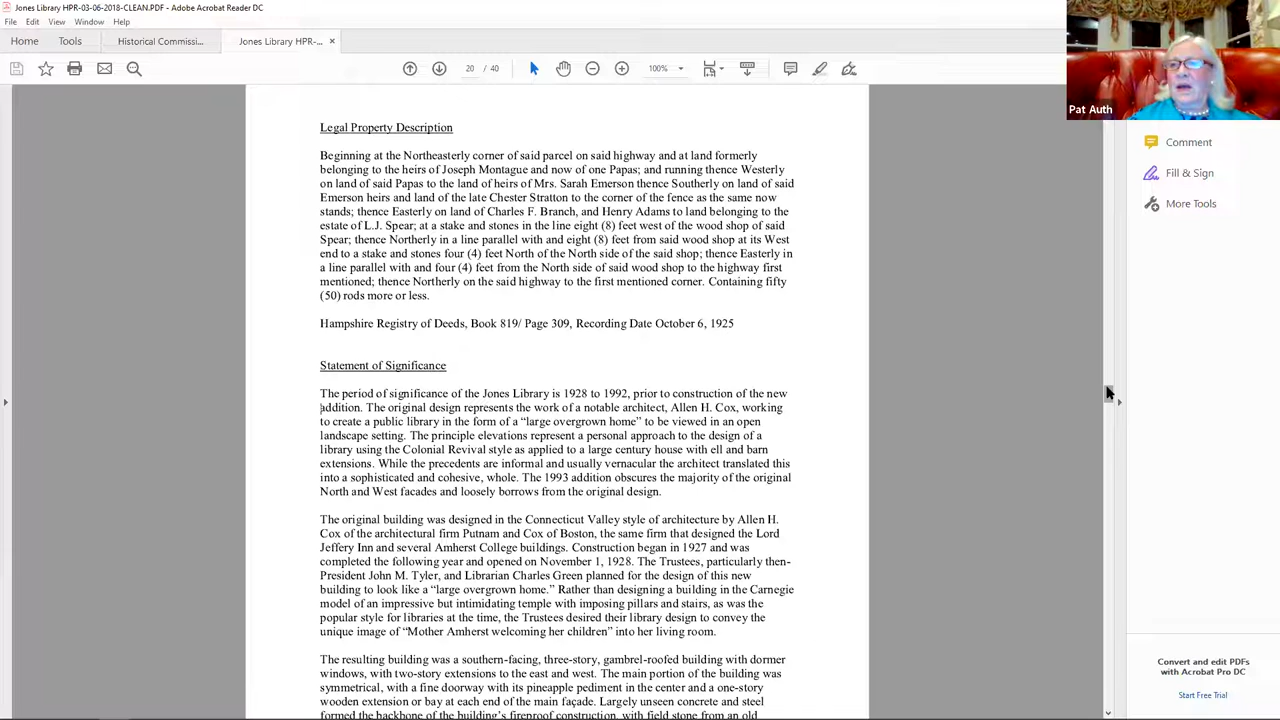 Jones Library HPR-03-06-2018-CLEAN.PDF - Adobe Acrobat Reader DC
File Edit View Window Help
Home Tools Historical Commissi... Jones Library HPR-... ×
20 / 40 100%
Pat Auth
Comment
Fill & Sign
More Tools
Legal Property Description
Beginning at the Northeasterly corner of said parcel on said highway and at land formerly
belonging to the heirs of Joseph Montague and now of one Papas; and running thence Westerly
on land of said Papas to the land of heirs of Mrs. Sarah Emerson thence Southerly on land of said
Emerson heirs and land of the late Chester Stratton to the corner of the fence as the same now
stands; thence Easterly on land of Charles F. Branch, and Henry Adams to land belonging to the
estate of L.J. Spear; at a stake and stones in the line eight (8) feet west of the wood shop of said
Spear; thence Northerly in a line parallel with and eight (8) feet from said wood shop at its West
end to a stake and stones four (4) feet North of the North side of the said shop; thence Easterly in
a line parallel with and four (4) feet from the North side of said wood shop to the highway first
mentioned; thence Northerly on the said highway to the first mentioned corner. Containing fifty
(50) rods more or less.
Hampshire Registry of Deeds, Book 819/ Page 309, Recording Date October 6, 1925
Statement of Significance
The period of significance of the Jones Library is 1928 to 1992, prior to construction of the new
addition. The original design represents the work of a notable architect, Allen H. Cox, working
to create a public library in the form of a “large overgrown home” to be viewed in an open
landscape setting. The principle elevations represent a personal approach to the design of a
library using the Colonial Revival style as applied to a large century house with ell and barn
extensions. While the precedents are informal and usually vernacular the architect translated this
into a sophisticated and cohesive, whole. The 1993 addition obscures the majority of the original
North and West facades and loosely borrows from the original design.
The original building was designed in the Connecticut Valley style of architecture by Allen H.
Cox of the architectural firm Putnam and Cox of Boston, the same firm that designed the Lord
Jeffery Inn and several Amherst College buildings. Construction began in 1927 and was
completed the following year and opened on November 1, 1928. The Trustees, particularly then-
President John M. Tyler, and Librarian Charles Green planned for the design of this new
building to look like a “large overgrown home.” Rather than designing a building in the Carnegie
model of an impressive but intimidating temple with imposing pillars and stairs, as was the
popular style for libraries at the time, the Trustees desired their library design to convey the
unique image of “Mother Amherst welcoming her children” into her living room.
The resulting building was a southern-facing, three-story, gambrel-roofed building with dormer
windows, with two-story extensions to the east and west. The main portion of the building was
symmetrical, with a fine doorway with its pineapple pediment in the center and a one-story
wooden extension or bay at each end of the main façade. Largely unseen concrete and steel
formed the backbone of the building’s fireproof construction, with field stone from an old
Convert and edit PDFs
with Acrobat Pro DC
Start Free Trial